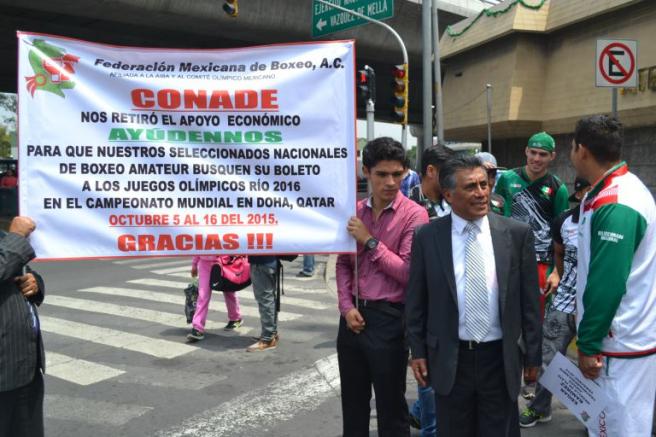 EJERCITO
VAZQUEZ DE MELLA
Federación Mexicana de Boxeo, A.C.
AFILIADA A LA AIBA Y AL COMITÉ OLÍMPICO MEXICANO
CONADE
NOS RETIRÓ EL APOYO ECONÓMICO
AYÚDENNOS
PARA QUE NUESTROS SELECCIONADOS NACIONALES
DE BOXEO AMATEUR BUSQUEN SU BOLETO
A LOS JUEGOS OLÍMPICOS RÍO 2016
EN EL CAMPEONATO MUNDIAL EN DOHA, QATAR
OCTUBRE 5 AL 16 DEL 2015.
GRACIAS !!!
E